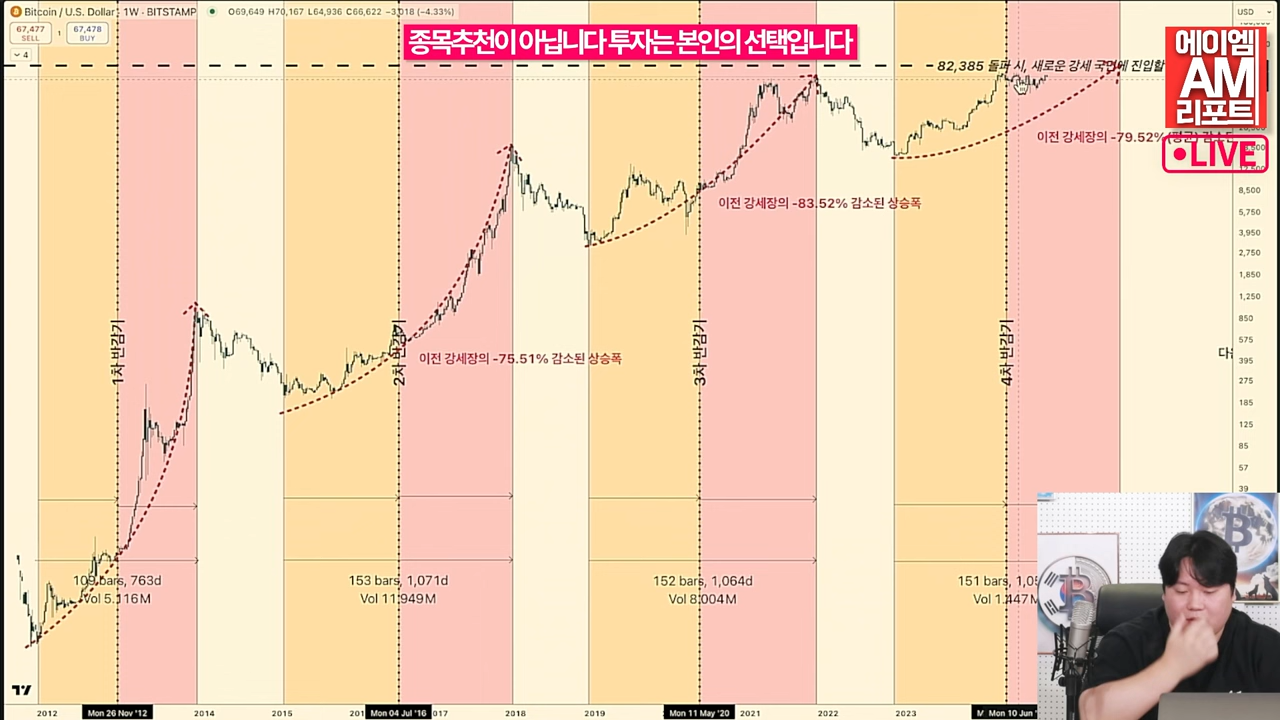 Bitcoin / U.S. Dollar · 1W · BITSTAMP
O69,649 H70,167 L64,936 C66,622 −3,018 (−4.33%)
USD
67,477
SELL
1
67,478
BUY
4
종목추천이 아닙니다 투자는 본인의 선택입니다
82,385 돌파 시, 새로운 강세
진입할
에이엠
AM
리포트
LIVE
이전 강세장의 -79.52%
이전 강세장의 -83.52% 감소된 상승폭
이전 강세장의 -75.51% 감소된 상승폭
1차 반감기
2차 반감기
3차 반감기
4차 반감기
8,500
5,750
3,950
2,750
1,850
1,250
850
575
395
275
185
125
85
57
39
109 bars, 763d
Vol 5.116M
153 bars, 1,071d
Vol 11.949M
152 bars, 1,064d
Vol 8.004M
151 bars,
Vol 1.447M
2012
Mon 26 Nov '12
2014
2015
Mon 04 Jul '16
2018
2019
Mon 11 May '20
2021
2022
2023
Mon 10 Jun